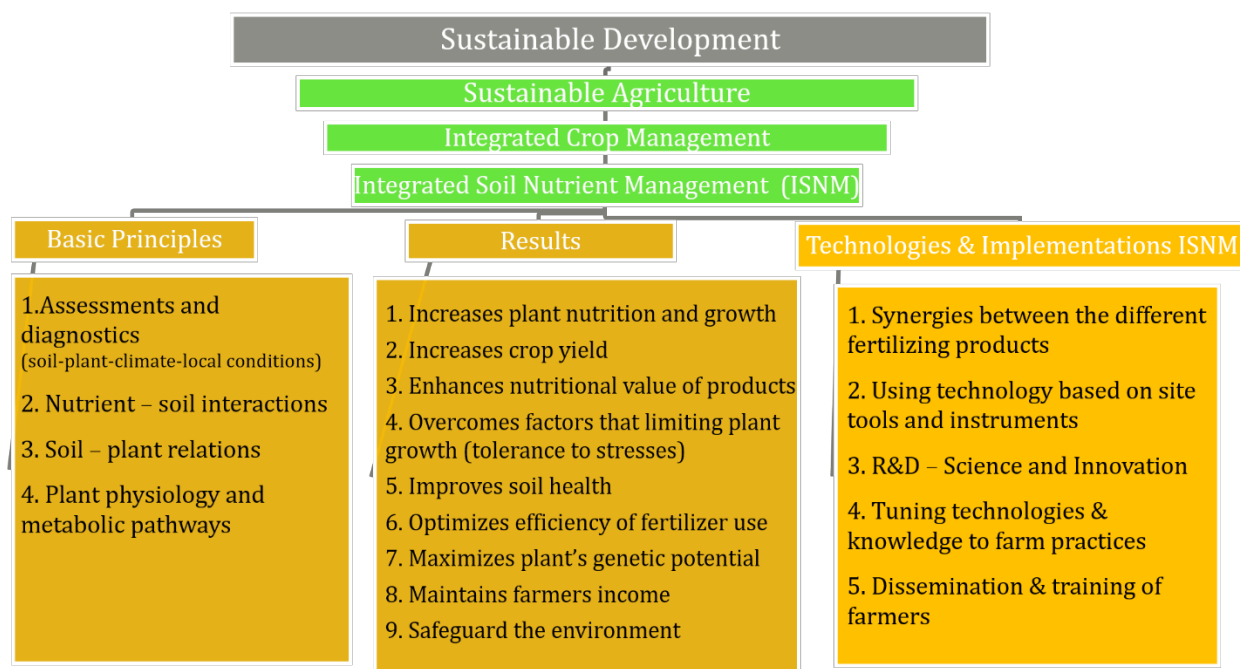 Sustainable Development
Sustainable Agriculture
Integrated Crop Management
Integrated Soil Nutrient Management (ISNM)
Basic Principles
1.Assessments and
diagnostics
(soil-plant-climate-local conditions)
2. Nutrient – soil interactions
3. Soil – plant relations
4. Plant physiology and
metabolic pathways
Results
1. Increases plant nutrition and growth
2. Increases crop yield
3. Enhances nutritional value of products
4. Overcomes factors that limiting plant
growth (tolerance to stresses)
5. Improves soil health
6. Optimizes efficiency of fertilizer use
7. Maximizes plant’s genetic potential
8. Maintains farmers income
9. Safeguard the environment
Technologies & Implementations ISNM
1. Synergies between the different
fertilizing products
2. Using technology based on site
tools and instruments
3. R&D – Science and Innovation
4. Tuning technologies &
knowledge to farm practices
5. Dissemination & training of
farmers